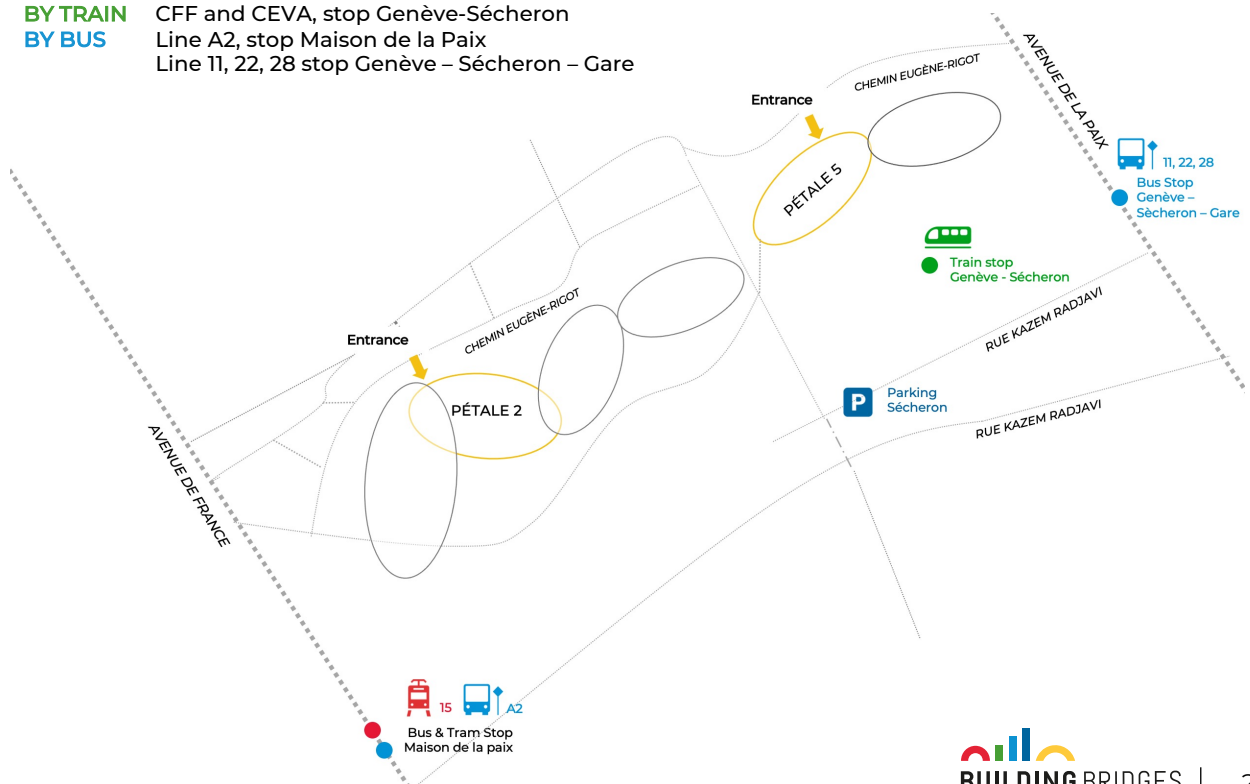 BY TRAIN CFF and CEVA, stop Genève-Sécheron
BY BUS Line A2, stop Maison de la Paix
Line 11, 22, 28 stop Genève – Sécheron – Gare
AVENUE DE LA PAIX
CHEMIN EUGÈNE-RIGOT
Entrance
PÉTALE 5
11, 22, 28
Bus Stop
Genève –
Sècheron – Gare
Train stop
Genève - Sécheron
RUE KAZEM RADJAVI
CHEMIN EUGÈNE-RIGOT
Entrance
PÉTALE 2
P
Parking
Sécheron
RUE KAZEM RADJAVI
AVENUE DE FRANCE
15
A2
Bus & Tram Stop
Maison de la paix
BUILDING BRIDGES